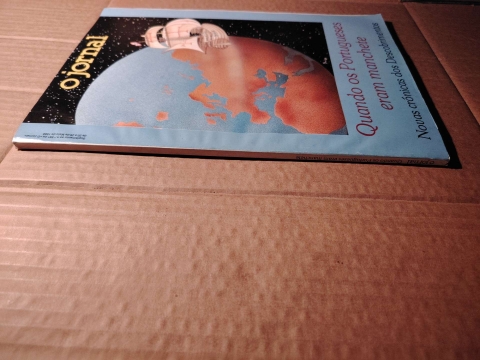 o jornal
Quando os Portugueses
eram manchete
Novas crónicas dos Descobrimentos